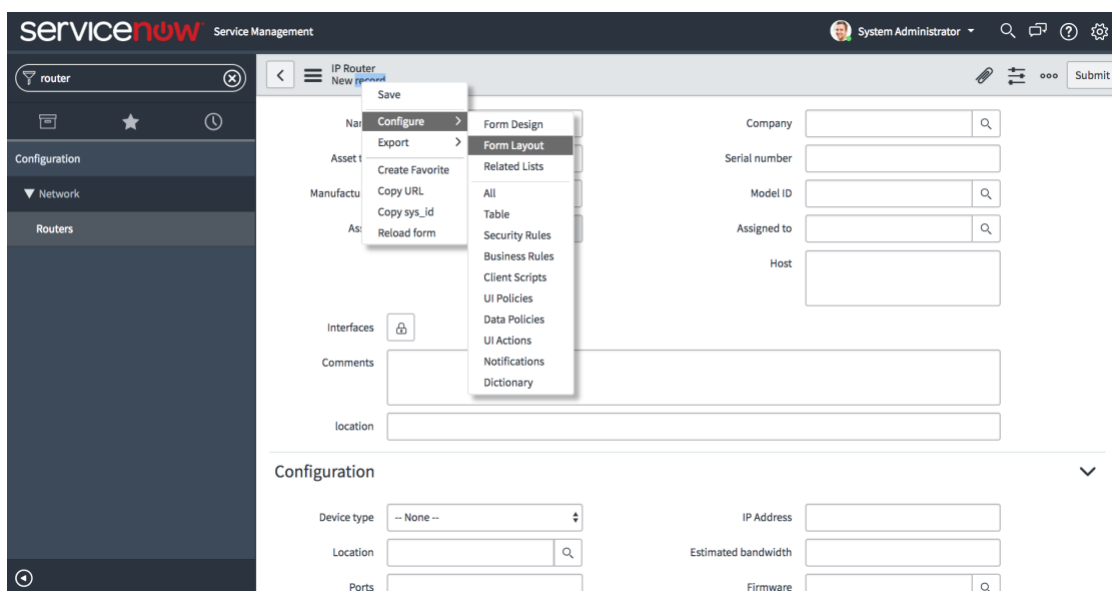 servicenow Service Management
System Administrator
router
Configuration
Network
Routers
IP Router
New record
Submit
Save
Configure
Export
Create Favorite
Copy URL
Copy sys_id
Reload form
Form Design
Form Layout
Related Lists
All
Table
Security Rules
Business Rules
Client Scripts
UI Policies
Data Policies
UI Actions
Notifications
Dictionary
Company
Serial number
Model ID
Assigned to
Host
Interfaces
Comments
location
Configuration
Device type -- None --
IP Address
Location
Estimated bandwidth
Ports
Firmware